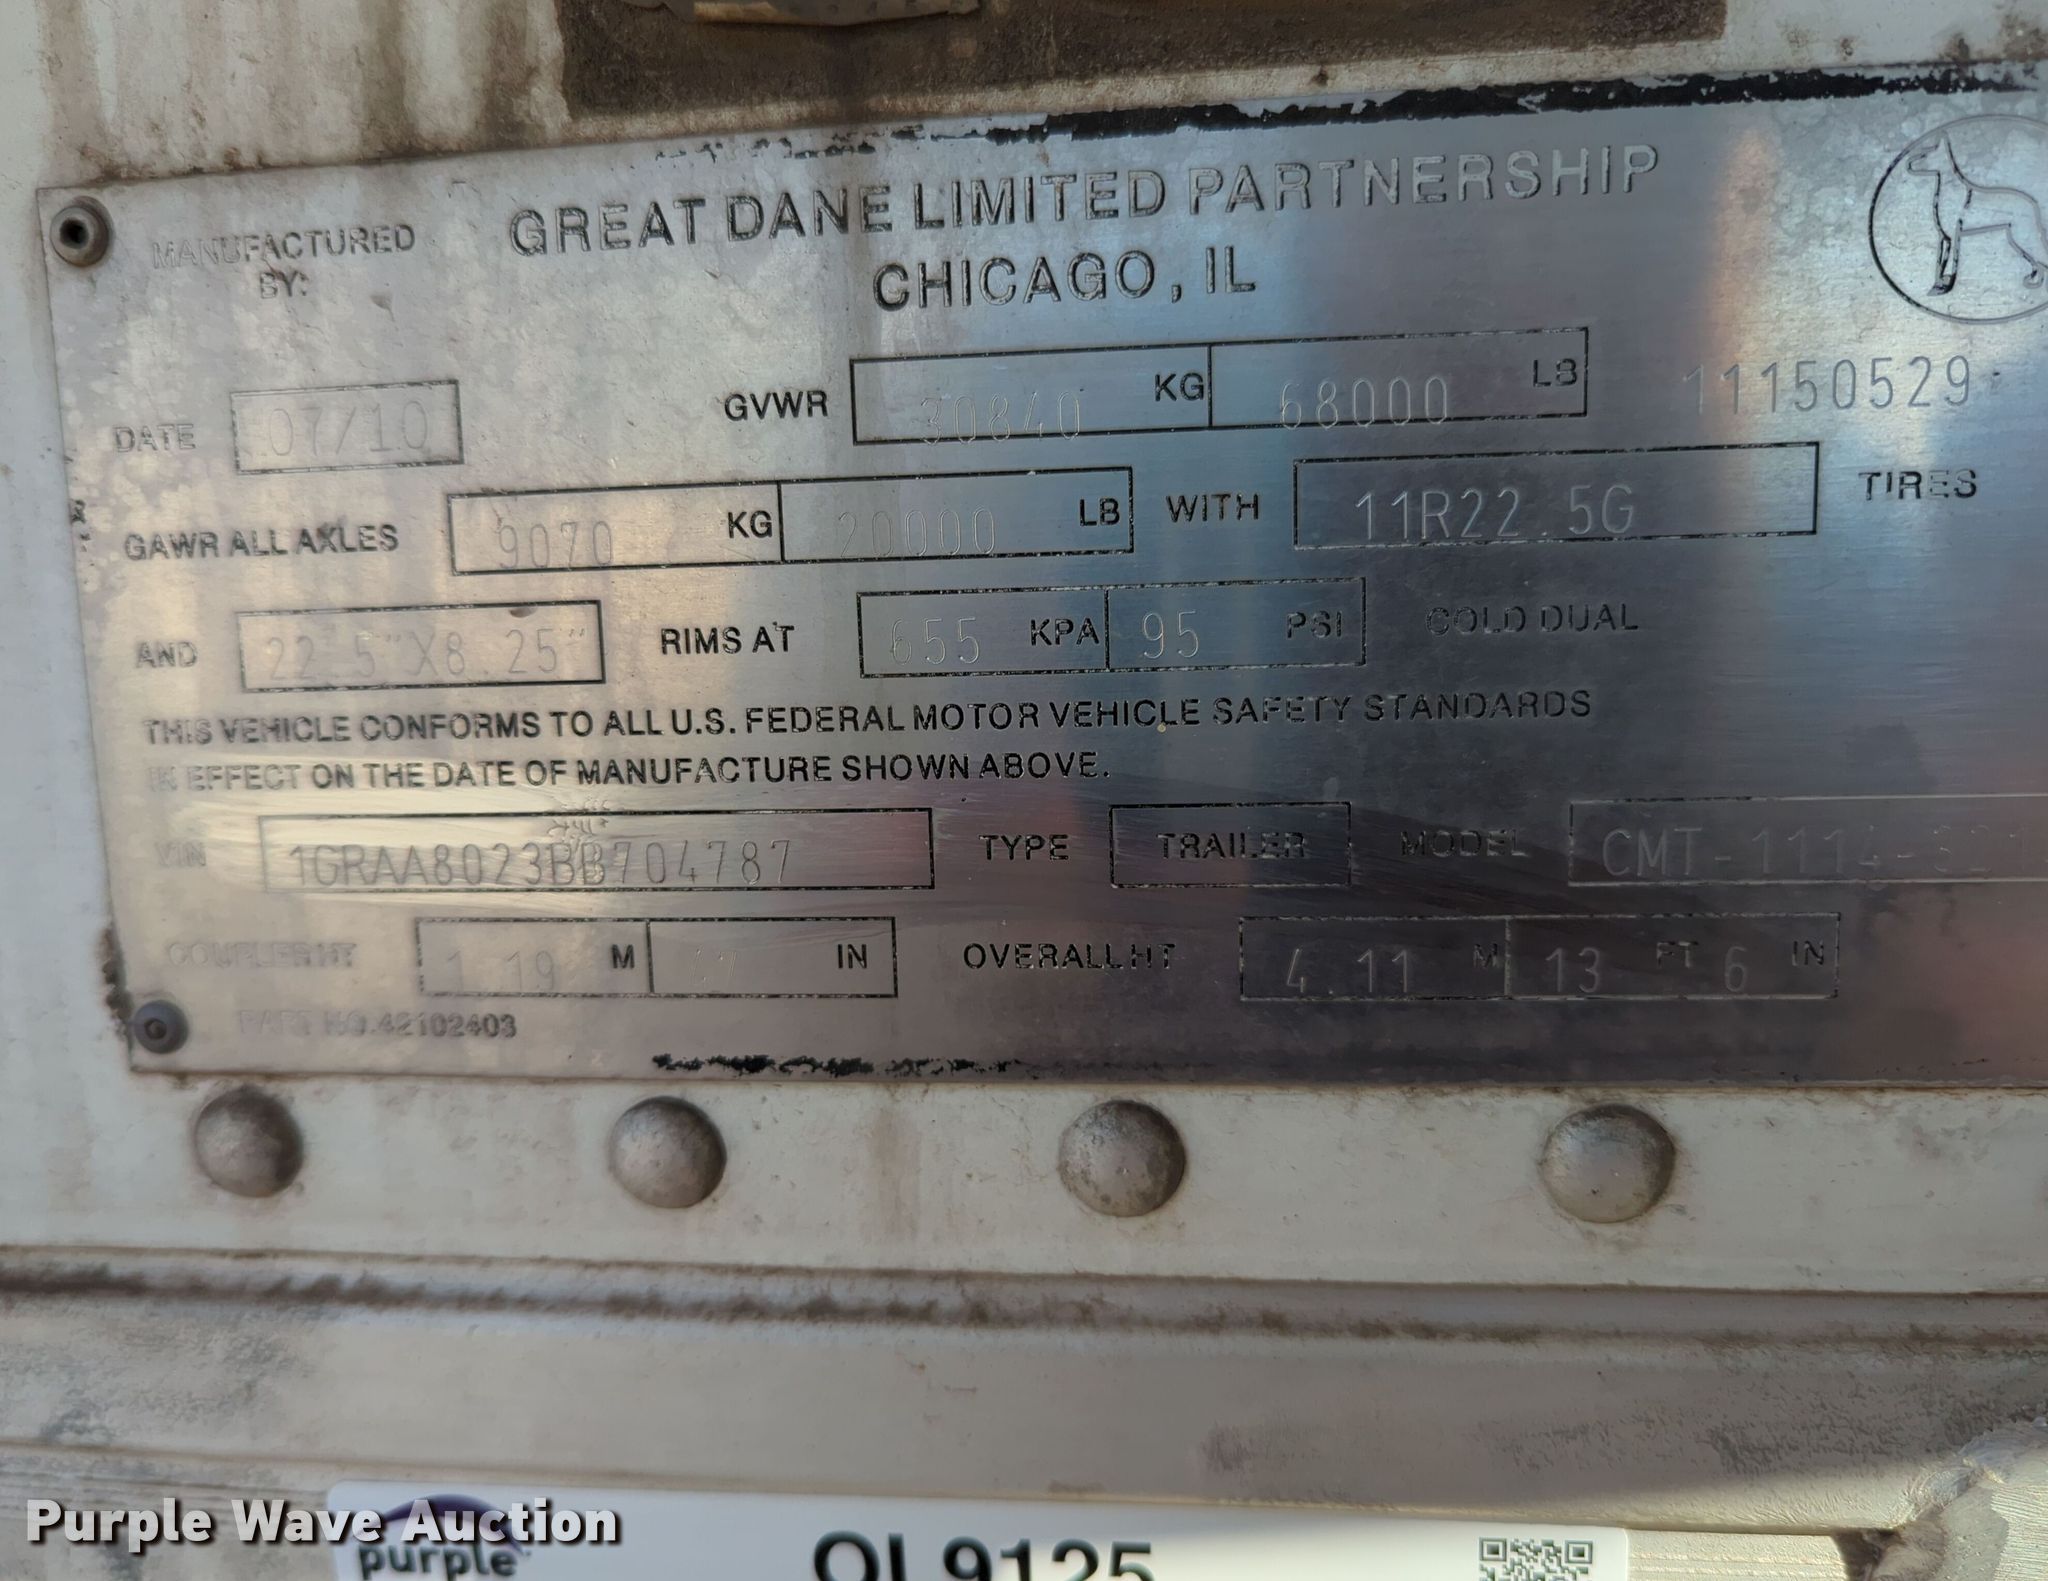 MANUFACTURED BY: GREAT DANE LIMITED PARTNERSHIP
CHICAGO, IL
DATE 07/10 GVWR 30840 KG 68000 LB 11150529
GAWR ALL AXLES 9070 KG 20000 LB WITH 11R22.5G TIRES
AND 22.5"X8.25" RIMS AT 655 KPA 95 PSI COLD DUAL
THIS VEHICLE CONFORMS TO ALL U.S. FEDERAL MOTOR VEHICLE SAFETY STANDARDS
IN EFFECT ON THE DATE OF MANUFACTURE SHOWN ABOVE.
VIN 1GRAA8023BB704787 TYPE TRAILER MODEL
COUPLER HT 1.19 M 47 IN OVERALL HT 4.11 M 13 FT 6 IN
PART NO. 42102403
Purple Wave Auction
purple
QL9125